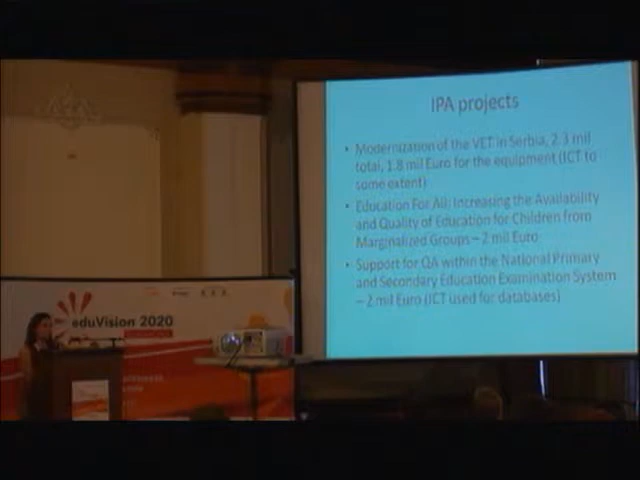 IPA projects
• Modernization of the VET in Serbia, 2.3 mil
total, 1.8 mil Euro for the equipment (ICT to
some extent)
• Education For All: Increasing the Availability
and Quality of Education for Children from
Marginalized Groups – 2 mil Euro
• Support for QA within the National Primary
and Secondary Education Examination System
– 2 mil Euro (ICT used for databases)
eduVision 2020